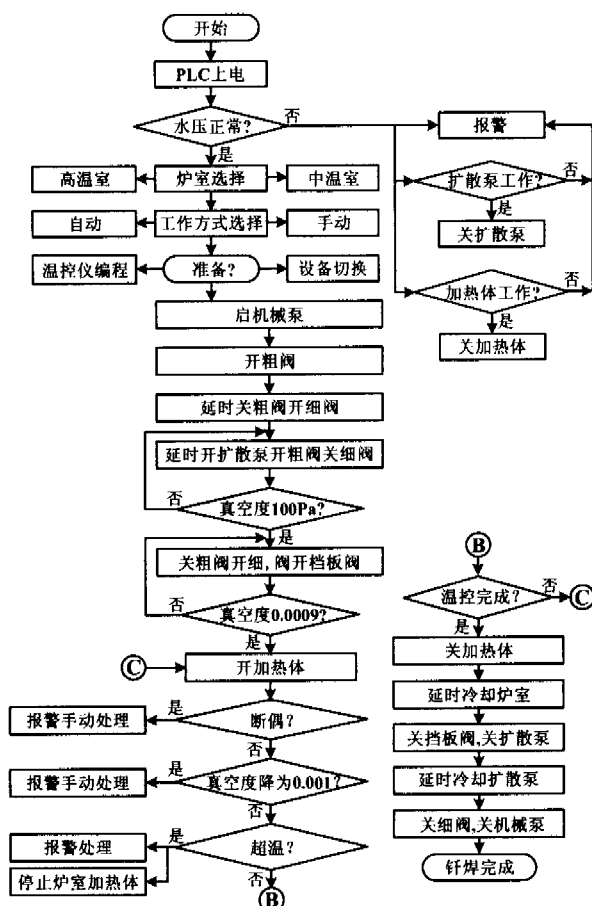 开始
PLC上电
水压正常?
否
是
报警
高温室
炉室选择
中温室
扩散泵工作?
否
是
关扩散泵
自动
工作方式选择
手动
温控仪编程
准备?
设备切换
加热体工作?
否
是
关加热体
启机械泵
开粗阀
延时关粗阀开细阀
延时开扩散泵开粗阀关细阀
否
真空度100Pa?
是
关粗阀开细,阀开档板阀
否
真空度0.0009?
是
C
开加热体
是
报警手动处理
断偶?
否
是
报警手动处理
真空度降为0.001?
否
是
报警处理
超温?
停止炉室加热体
否
B
B
温控完成?
否
C
是
关加热体
延时冷却炉室
关挡板阀,关扩散泵
延时冷却扩散泵
关细阀,关机械泵
钎焊完成